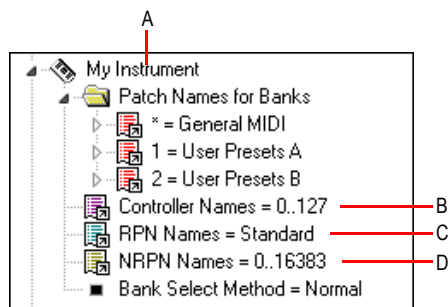 A
My Instrument
Patch Names for Banks
* = General MIDI
1 = User Presets A
2 = User Presets B
Controller Names = 0..127
B
RPN Names = Standard
C
NRPN Names = 0..16383
D
Bank Select Method = Normal